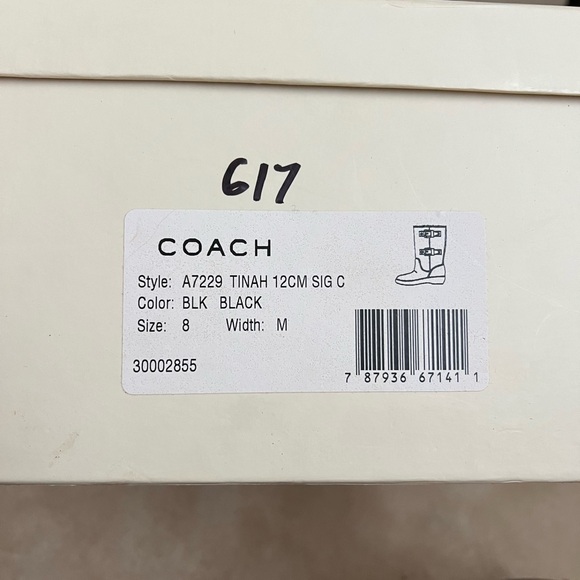 617
COACH
Style: A7229 TINAH 12CM SIG C
Color: BLK BLACK
Size: 8 Width: M
30002855
7 87936 67141 1